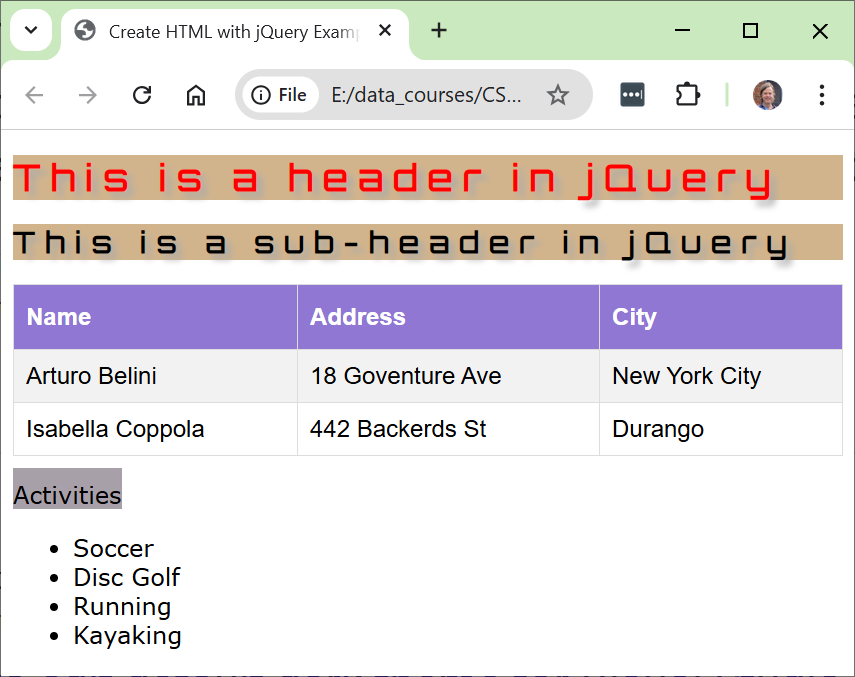 Create HTML with jQuery Examp
File E:/data_courses/CS...
This is a header in jQuery
This is a sub-header in jQuery
Name Address City
Arturo Belini 18 Goventure Ave New York City
Isabella Coppola 442 Backerds St Durango
Activities
• Soccer
• Disc Golf
• Running
• Kayaking